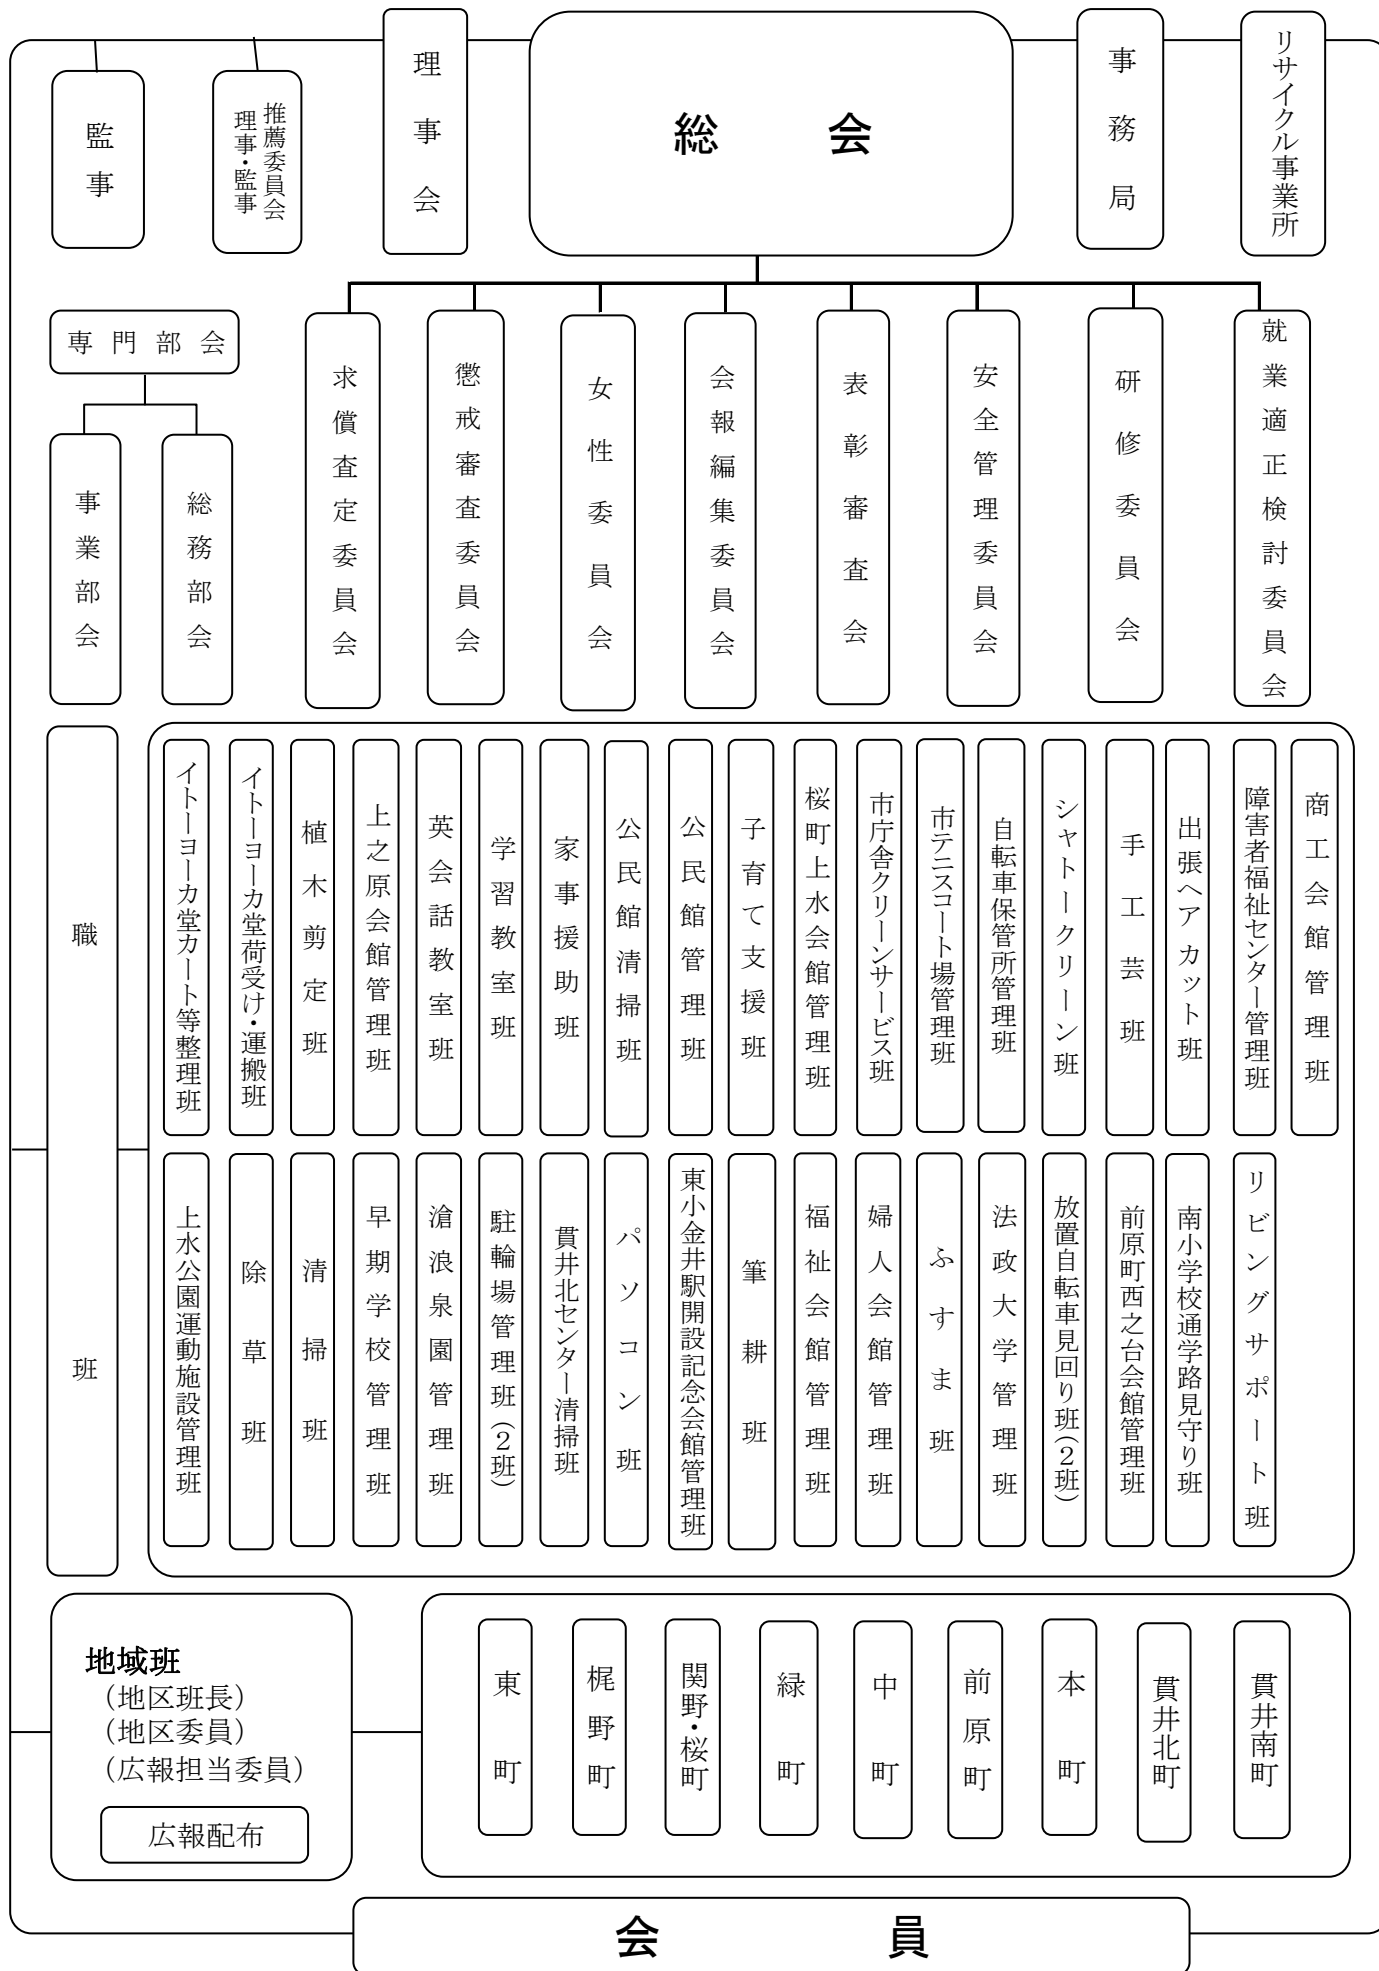 監事
理事・監事
推薦委員会
理事会
総会
事務局
リサイクル事業所
専門部会
事業部会
総務部会
求償査定委員会
懲戒審査委員会
女性委員会
会報編集委員会
表彰審査会
安全管理委員会
研修委員会
就業適正検討委員会
職班
イトーヨーカ堂カート等整理班
イトーヨーカ堂荷受け・運搬班
植木剪定班
上之原会館管理班
英会話教室班
学習教室班
家事援助班
公民館清掃班
公民館管理班
子育て支援班
桜町上水会館管理班
市庁舎クリーンサービス班
市テニスコート場管理班
自転車保管所管理班
シャトークリーン班
手工芸班
出張ヘアカット班
障害者福祉センター管理班
商工会館管理班
上水公園運動施設管理班
除草班
清掃班
早期学校管理班
滄浪泉園管理班
駐輪場管理班(2班)
貫井北センター清掃班
パソコン班
東小金井駅開設記念会館管理班
筆耕班
福祉会館管理班
婦人会館管理班
ふすま班
法政大学管理班
放置自転車見回り班(2班)
前原町西之台会館管理班
南小学校通学路見守り班
リビングサポート班
地域班
（地区班長）
（地区委員）
（広報担当委員）
広報配布
東町
梶野町
関野・桜町
緑町
中町
前原町
本町
貫井北町
貫井南町
会員